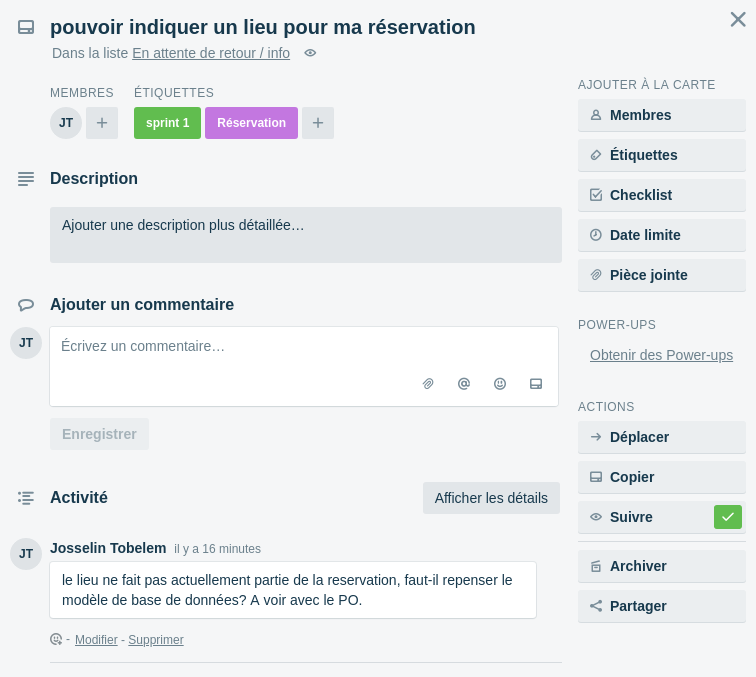 pouvoir indiquer un lieu pour ma réservation
Dans la liste En attente de retour / info
MEMBRES
ÉTIQUETTES
JT
sprint 1
Réservation
Description
Ajouter une description plus détaillée…
Ajouter un commentaire
JT
Écrivez un commentaire…
Enregistrer
Activité
Afficher les détails
JT
Josselin Tobelem il y a 16 minutes
le lieu ne fait pas actuellement partie de la reservation, faut-il repenser le
modèle de base de données? A voir avec le PO.
- Modifier - Supprimer
AJOUTER À LA CARTE
Membres
Étiquettes
Checklist
Date limite
Pièce jointe
POWER-UPS
Obtenir des Power-ups
ACTIONS
Déplacer
Copier
Suivre
Archiver
Partager